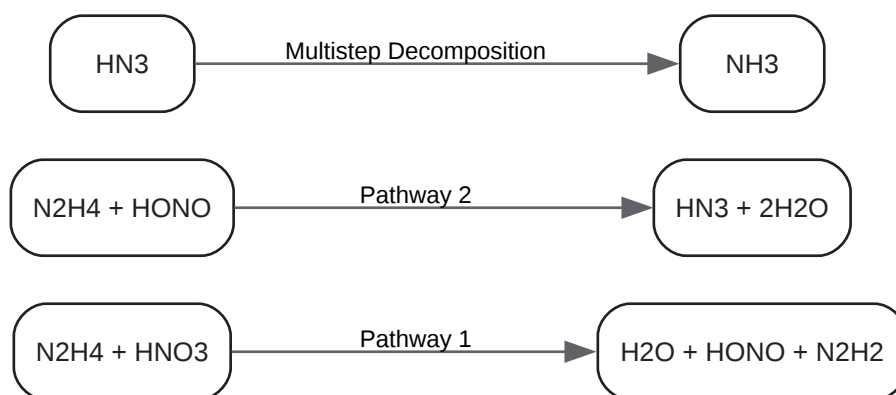 HN3
Multistep Decomposition
NH3
N2H4 + HONO
Pathway 2
HN3 + 2H2O
N2H4 + HNO3
Pathway 1
H2O + HONO + N2H2